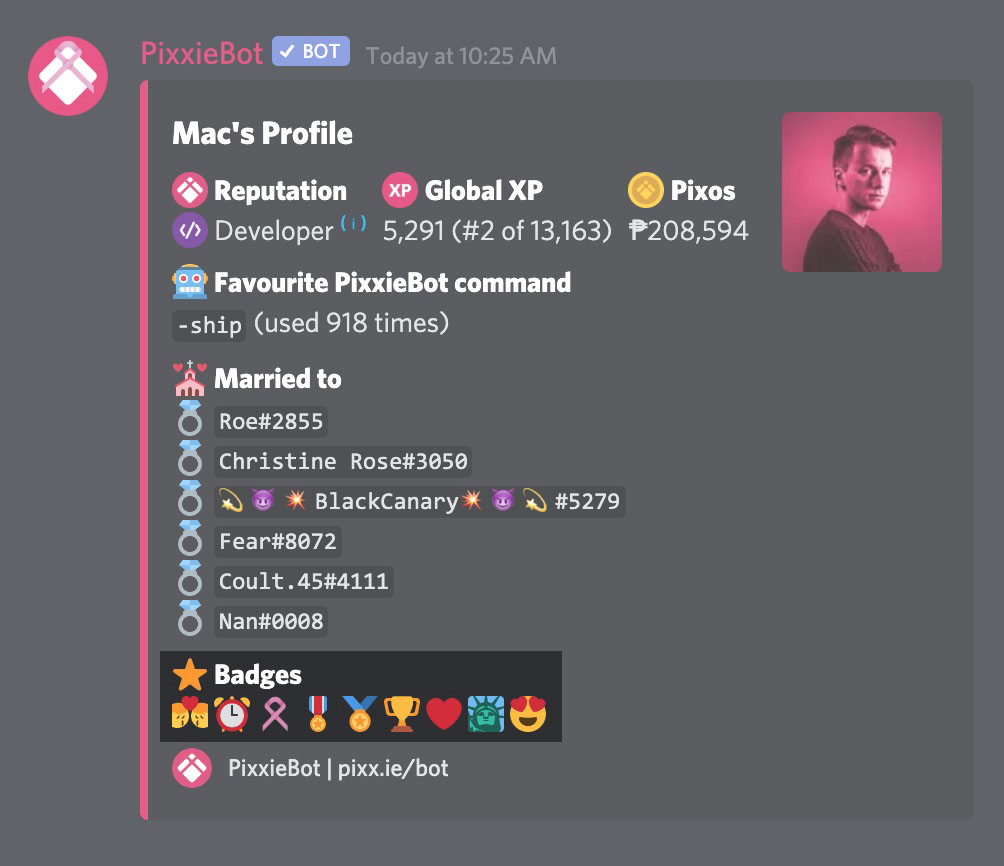 PixxieBot ✓ BOT Today at 10:25 AM
Mac's Profile
Reputation XP Global XP Pixos
</> Developer (i) 5,291 (#2 of 13,163) ₱208,594
Favourite PixxieBot command
-ship (used 918 times)
Married to
Roe#2855
Christine Rose#3050
💫 😈 💥 BlackCanary💥 😈 💫 #5279
Fear#8072
Coult.45#4111
Nan#0008
Badges
PixxieBot | pixx.ie/bot